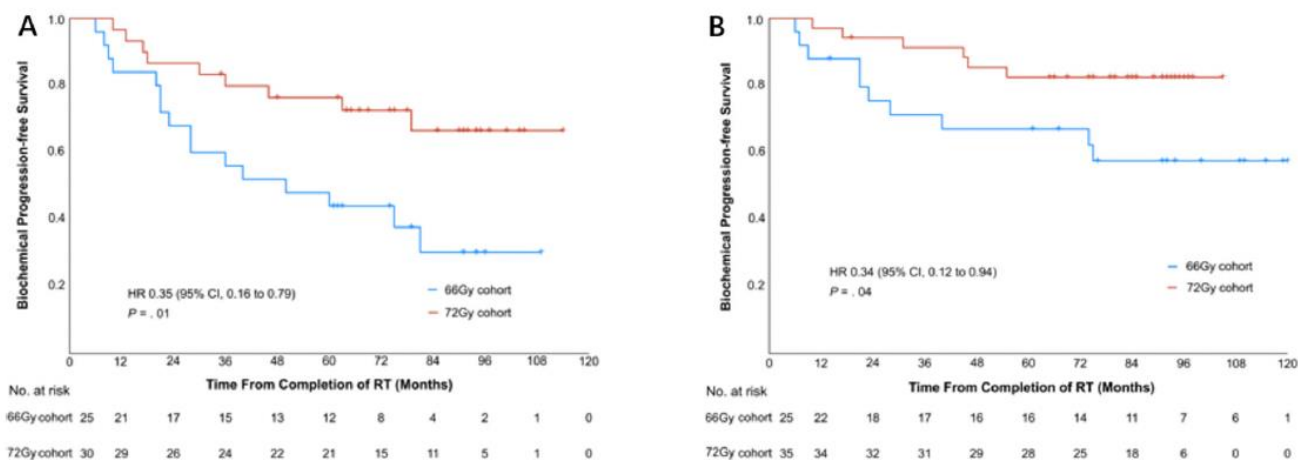 A
Biochemical Progression-free Survival
1.0
0.8
0.6
0.4
0.2
HR 0.35 (95% CI, 0.16 to 0.79)
P = . 01
66Gy cohort
72Gy cohort
0 12 24 36 48 60 72 84 96 108 120
Time From Completion of RT (Months)
No. at risk
66Gy cohort 25 21 17 15 13 12 8 4 2 1 0
72Gy cohort 30 29 26 24 22 21 15 11 5 1 0
B
Biochemical Progression-free Survival
1.0
0.8
0.6
0.4
0.2
HR 0.34 (95% CI, 0.12 to 0.94)
P = . 04
66Gy cohort
72Gy cohort
0 12 24 36 48 60 72 84 96 108 120
Time From Completion of RT (Months)
No. at risk
66Gy cohort 25 22 18 17 16 16 14 11 7 6 1
72Gy cohort 35 34 32 31 29 28 25 18 6 0 0